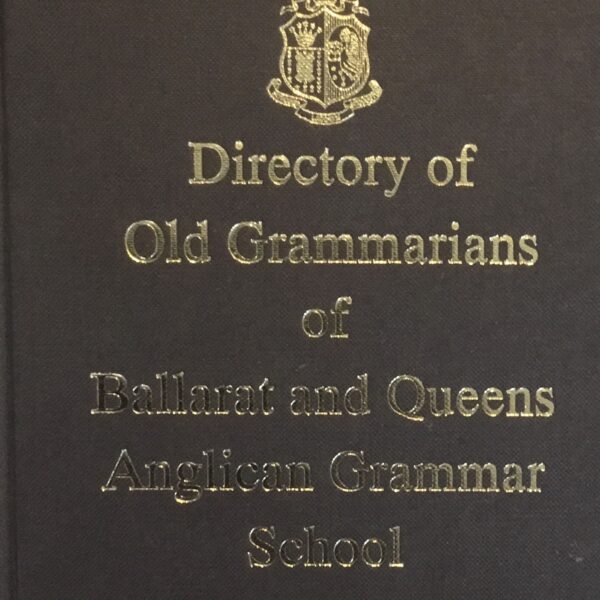 Directory of
Old Grammarians
of
Ballarat and Queens
Anglican Grammar
School